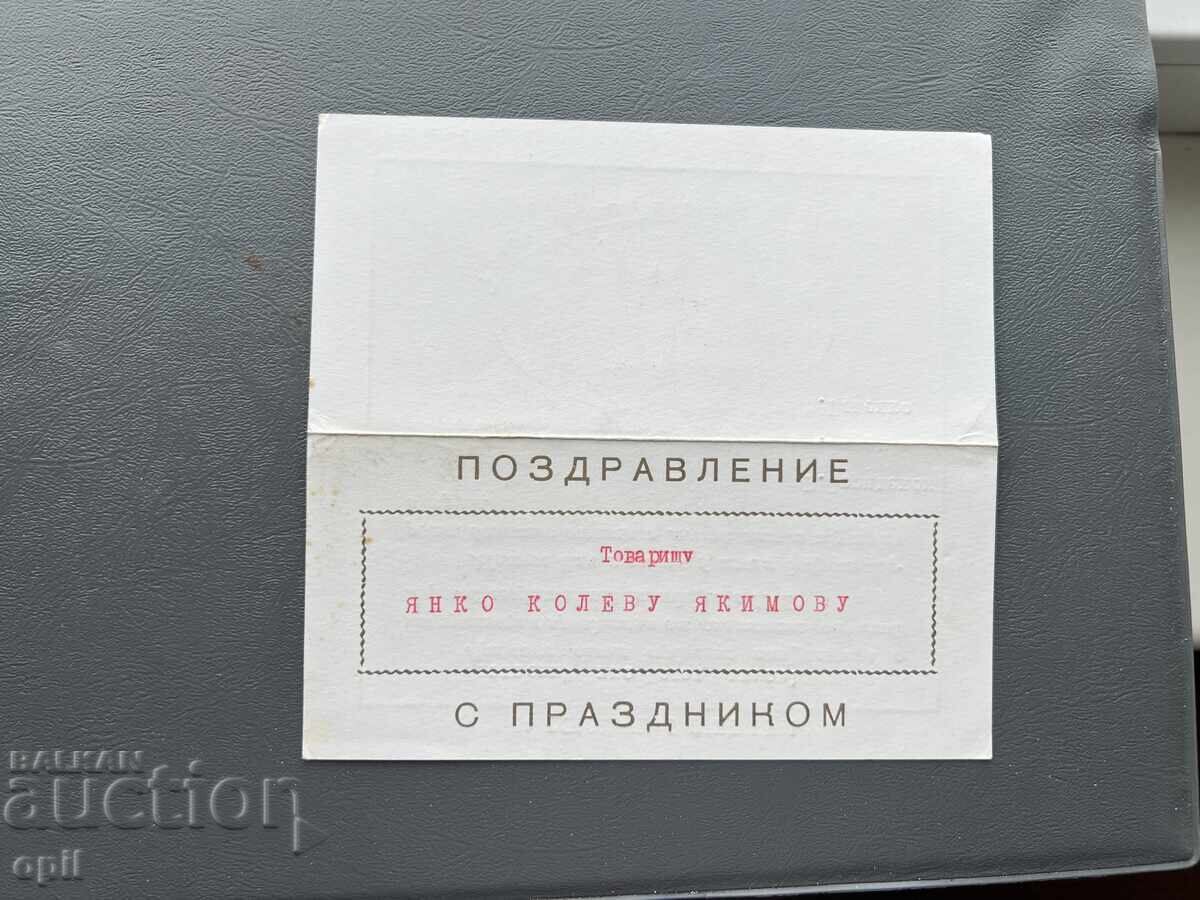 ПОЗДРАВЛЕНИЕ
Товарищу
ЯНКО КОЛЕВУ ЯКИМОВУ
С ПРАЗДНИКОМ
BALKAN
auction
opil